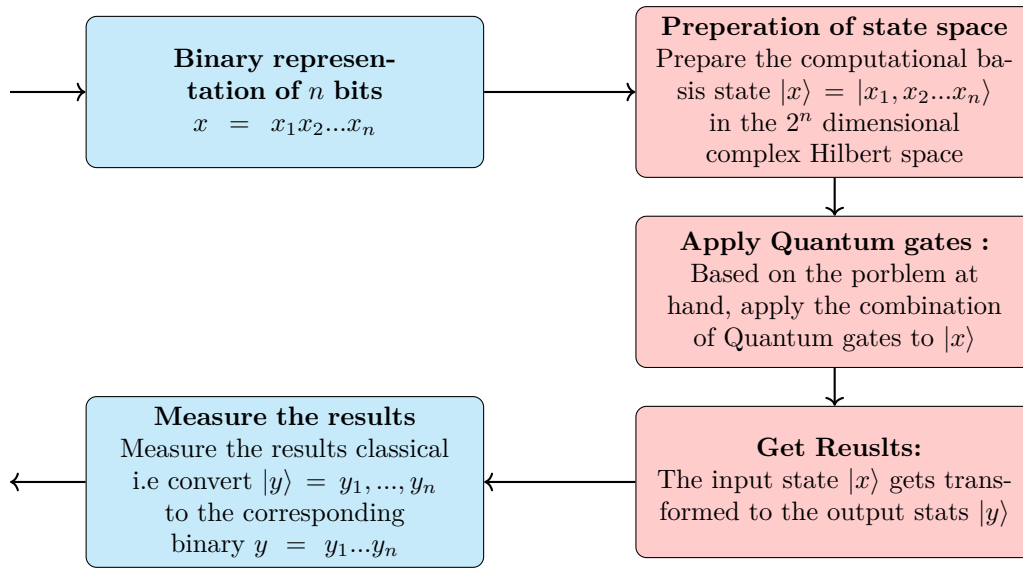 Binary represen-
tation of n bits
x = x₁x₂...xₙ
Preperation of state space
Prepare the computational ba-
sis state |x⟩ = |x₁, x₂...xₙ⟩
in the 2ⁿ dimensional
complex Hilbert space
Apply Quantum gates :
Based on the porblem at
hand, apply the combination
of Quantum gates to |x⟩
Get Reuslts:
The input state |x⟩ gets trans-
formed to the output stats |y⟩
Measure the results
Measure the results classical
i.e convert |y⟩ = y₁, ..., yₙ
to the corresponding
binary y = y₁...yₙ